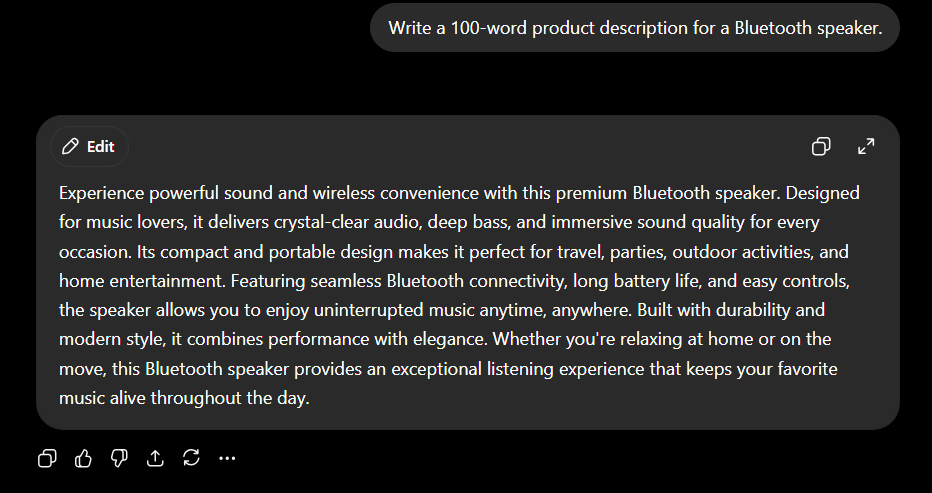 Write a 100-word product description for a Bluetooth speaker.
Edit
Experience powerful sound and wireless convenience with this premium Bluetooth speaker. Designed
for music lovers, it delivers crystal-clear audio, deep bass, and immersive sound quality for every
occasion. Its compact and portable design makes it perfect for travel, parties, outdoor activities, and
home entertainment. Featuring seamless Bluetooth connectivity, long battery life, and easy controls,
the speaker allows you to enjoy uninterrupted music anytime, anywhere. Built with durability and
modern style, it combines performance with elegance. Whether you're relaxing at home or on the
move, this Bluetooth speaker provides an exceptional listening experience that keeps your favorite
music alive throughout the day.